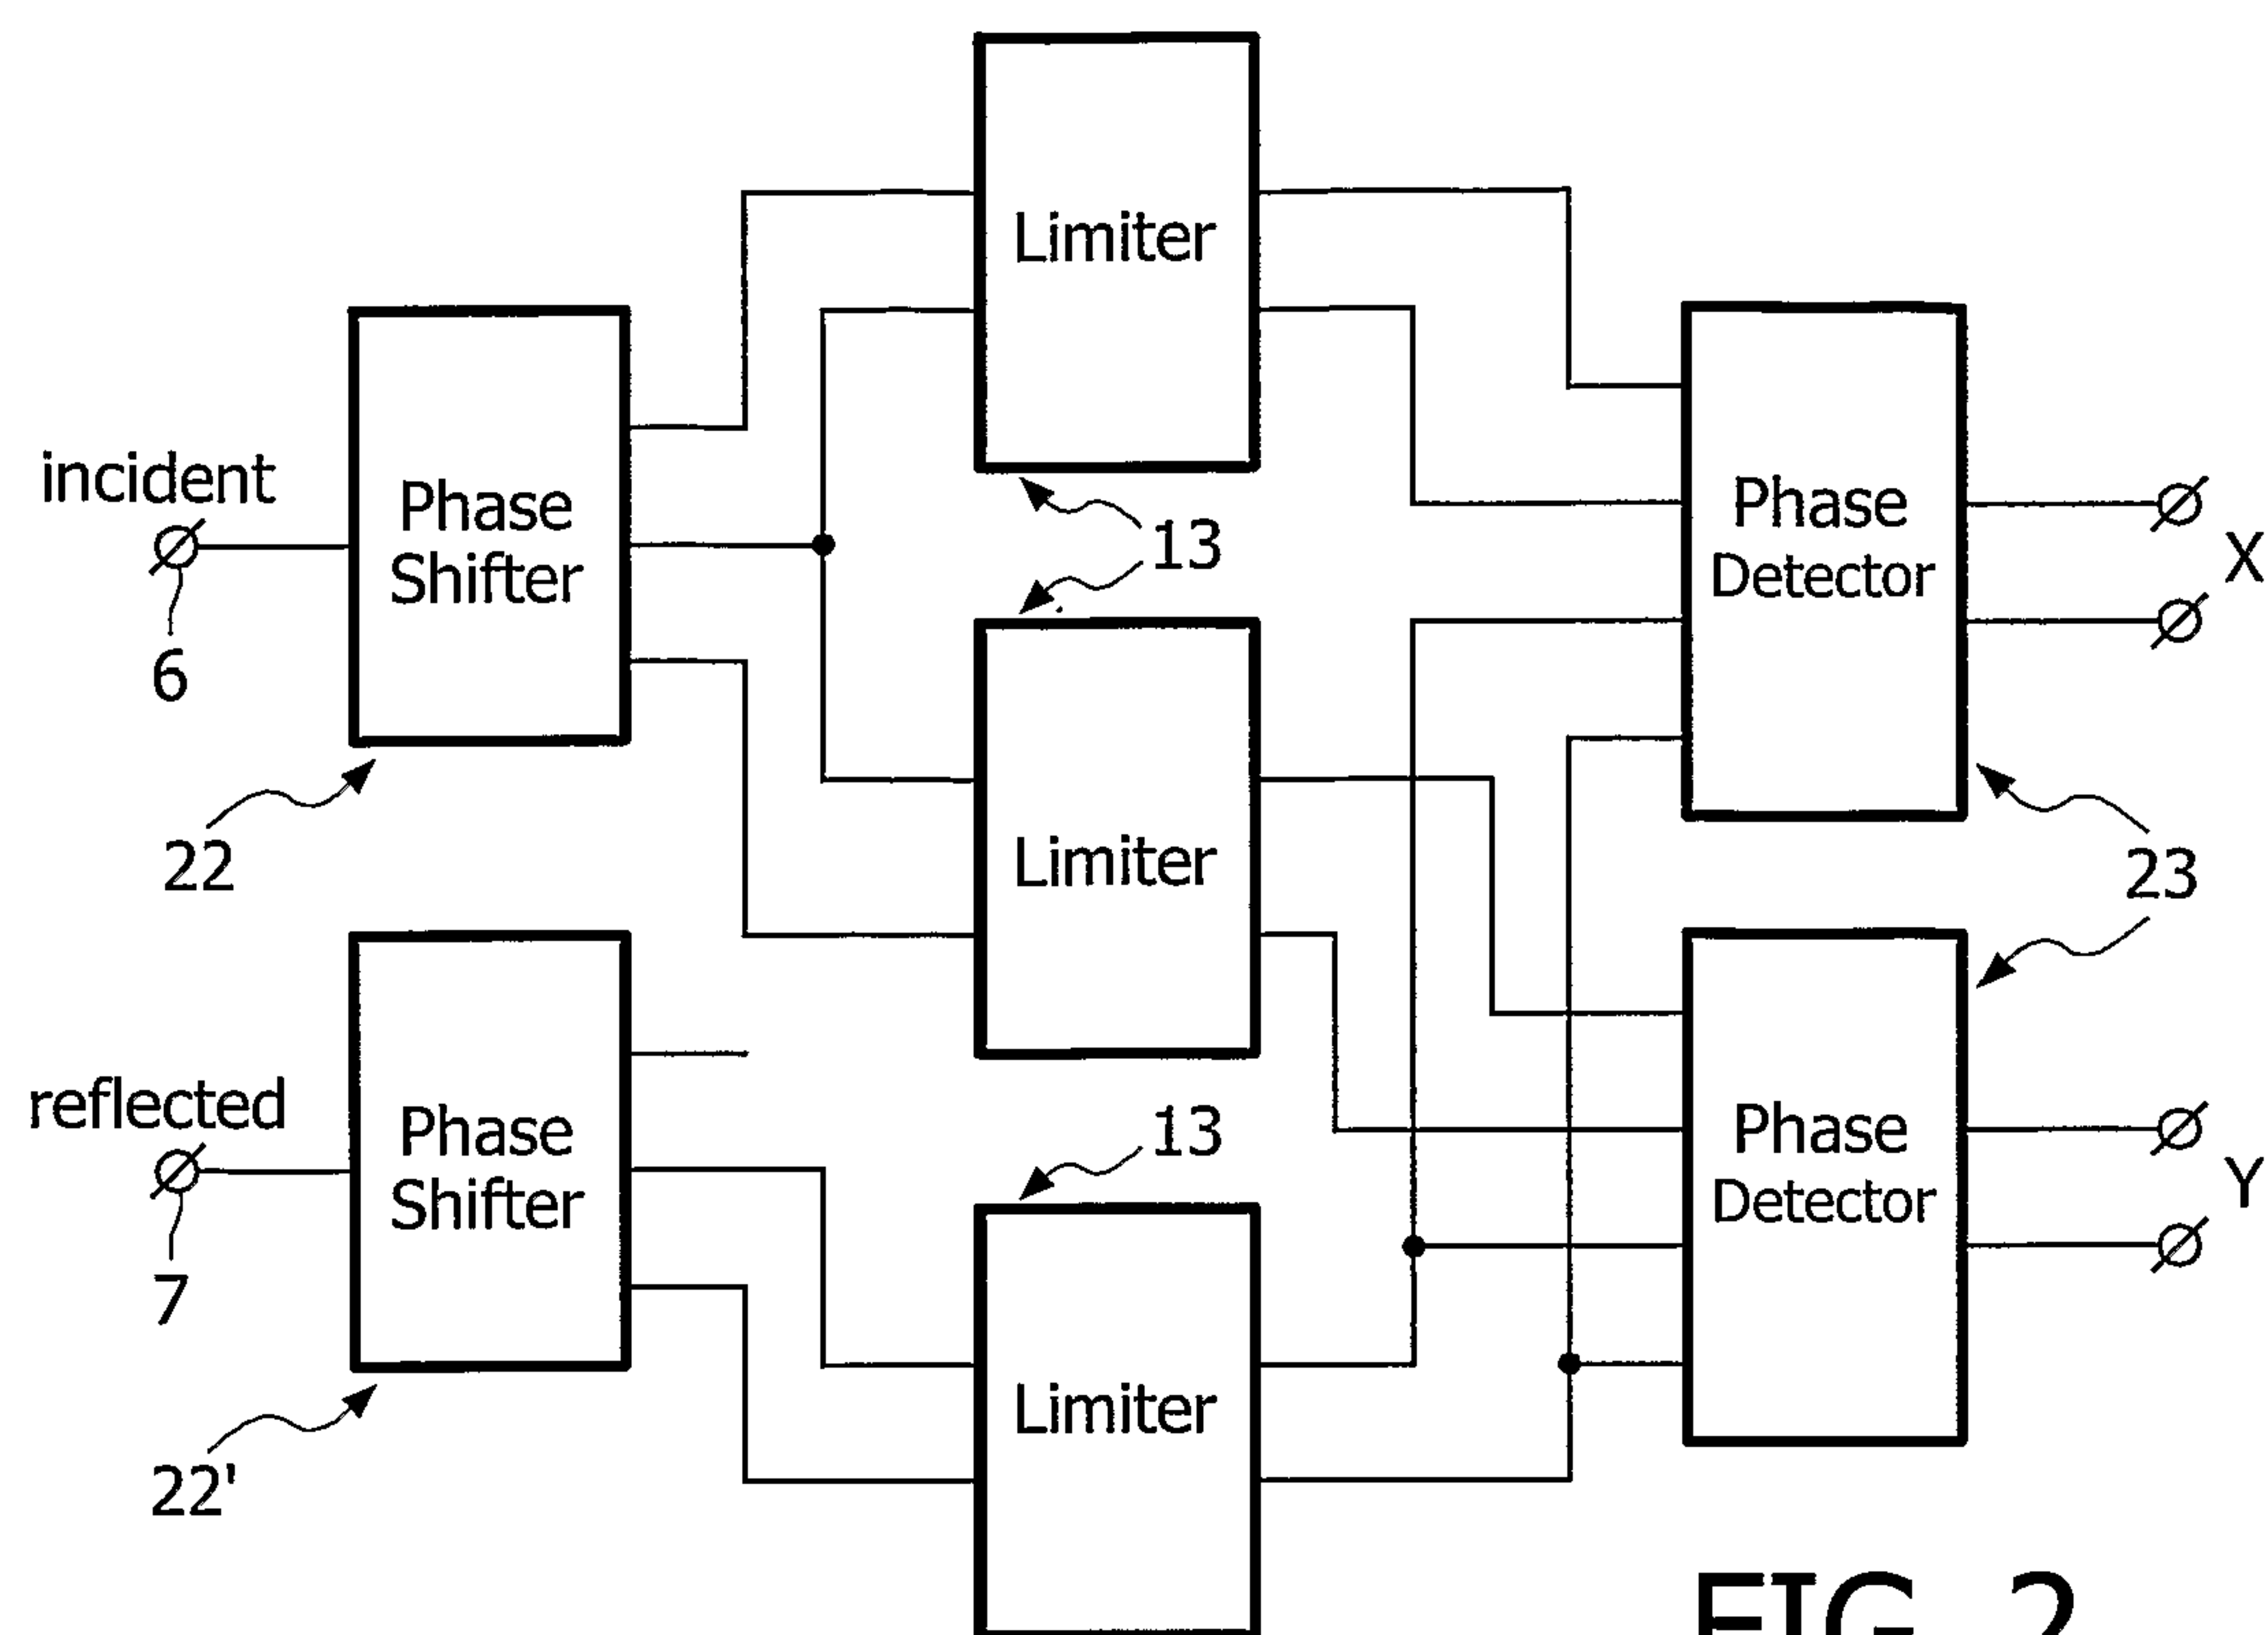 Limiter
incident
6
Phase
Shifter
22
13
Phase
Detector
X
Limiter
23
reflected
7
Phase
Shifter
22'
13
Phase
Detector
Y
Limiter
FIG. 2